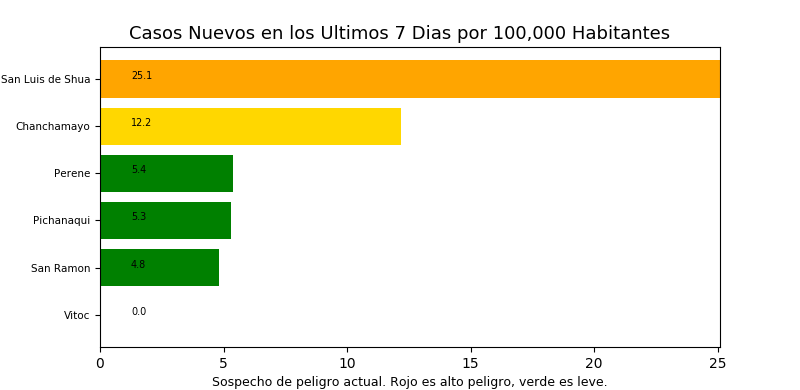 Casos Nuevos en los Ultimos 7 Dias por 100,000 Habitantes
San Luis de Shua 25.1
Chanchamayo 12.2
Perene 5.4
Pichanaqui 5.3
San Ramon 4.8
Vitoc 0.0
0 5 10 15 20 25
Sospecho de peligro actual. Rojo es alto peligro, verde es leve.